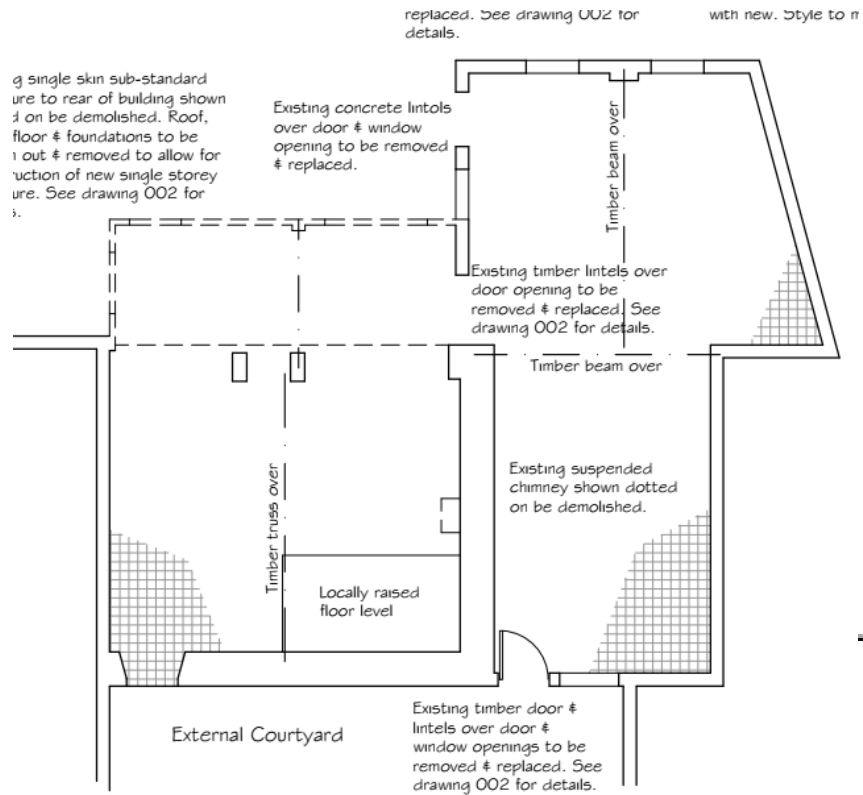 replaced. See drawing 002 for
details.
with new. Style to
g single skin sub-standard
ure to rear of building shown
d on be demolished. Roof,
floor & foundations to be
n out & removed to allow for
ruction of new single storey
ure. See drawing 002 for
s.
Existing concrete lintols
over door & window
opening to be removed
& replaced.
Timber beam over
Existing timber lintels over
door opening to be
removed & replaced. See
drawing 002 for details.
Timber beam over
Existing suspended
chimney shown dotted
on be demolished.
Timber truss over
Locally raised
floor level
External Courtyard
Existing timber door &
lintels over door &
window openings to be
removed & replaced. See
drawing 002 for details.